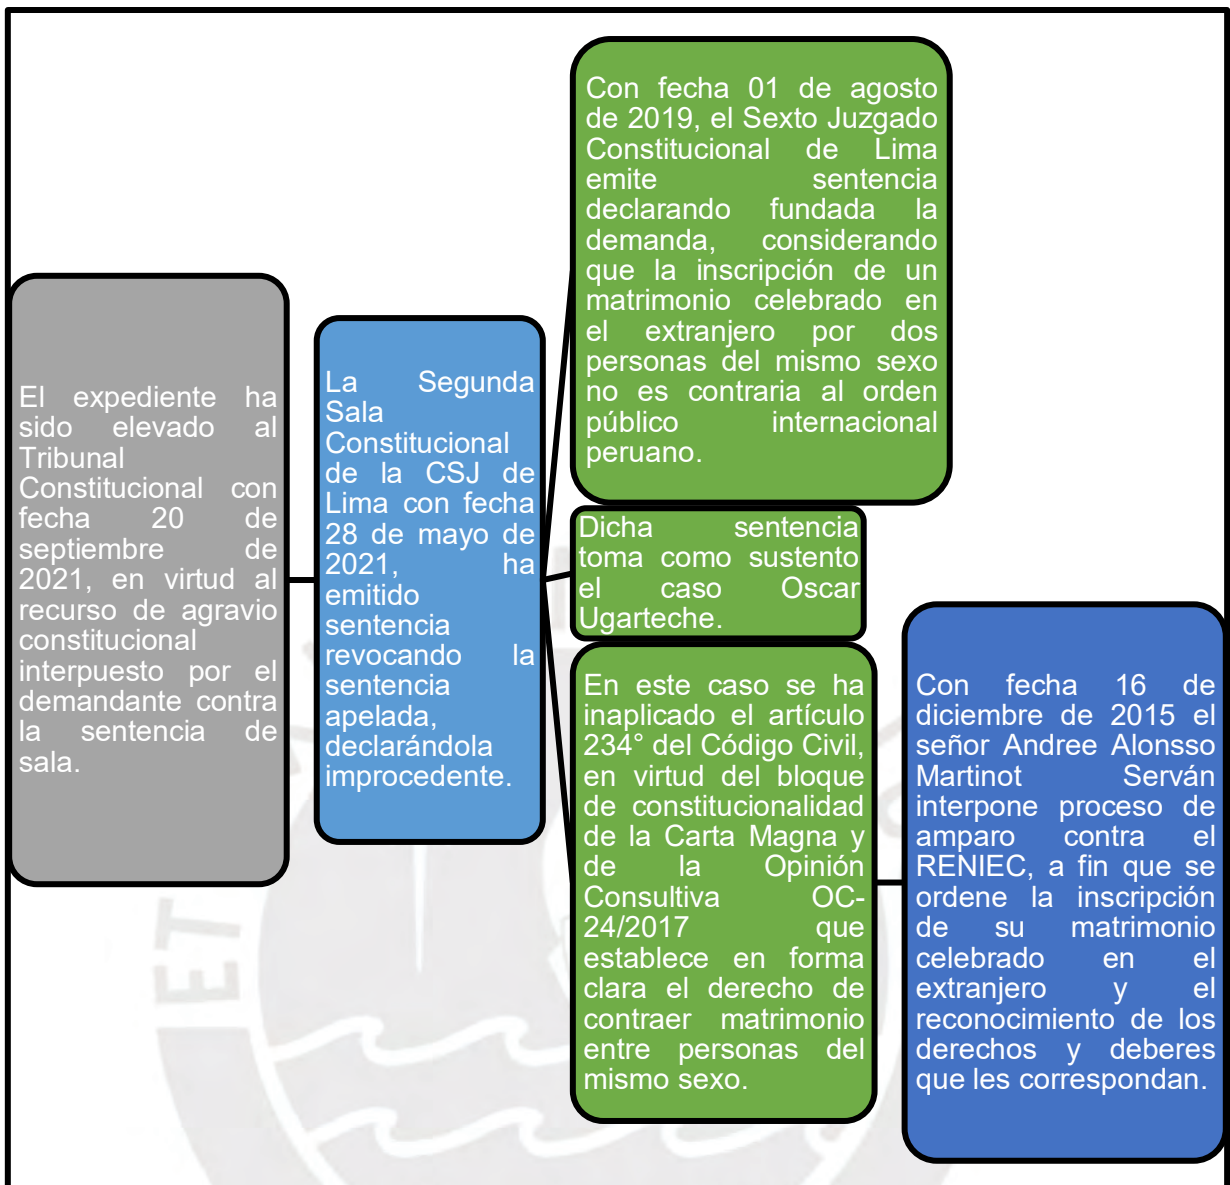 El expediente ha
sido elevado al
Tribunal
Constitucional con
fecha 20 de
septiembre de
2021, en virtud al
recurso de agravio
constitucional
interpuesto por el
demandante contra
la sentencia de
sala.
La Segunda
Sala
Constitucional
de la CSJ de
Lima con fecha
28 de mayo de
2021, ha
emitido
sentencia
revocando la
sentencia
apelada,
declarándola
improcedente.
Con fecha 01 de agosto
de 2019, el Sexto Juzgado
Constitucional de Lima
emite sentencia
declarando fundada la
demanda, considerando
que la inscripción de un
matrimonio celebrado en
el extranjero por dos
personas del mismo sexo
no es contraria al orden
público internacional
peruano.
Dicha sentencia
toma como sustento
el caso Oscar
Ugarteche.
En este caso se ha
inaplicado el artículo
234° del Código Civil,
en virtud del bloque
de constitucionalidad
de la Carta Magna y
de la Opinión
Consultiva OC-
24/2017 que
establece en forma
clara el derecho de
contraer matrimonio
entre personas del
mismo sexo.
Con fecha 16 de
diciembre de 2015 el
señor Andree Alonsso
Martinot Serván
interpone proceso de
amparo contra el
RENIEC, a fin que se
ordene la inscripción
de su matrimonio
celebrado en el
extranjero y el
reconocimiento de los
derechos y deberes
que les correspondan.
ET